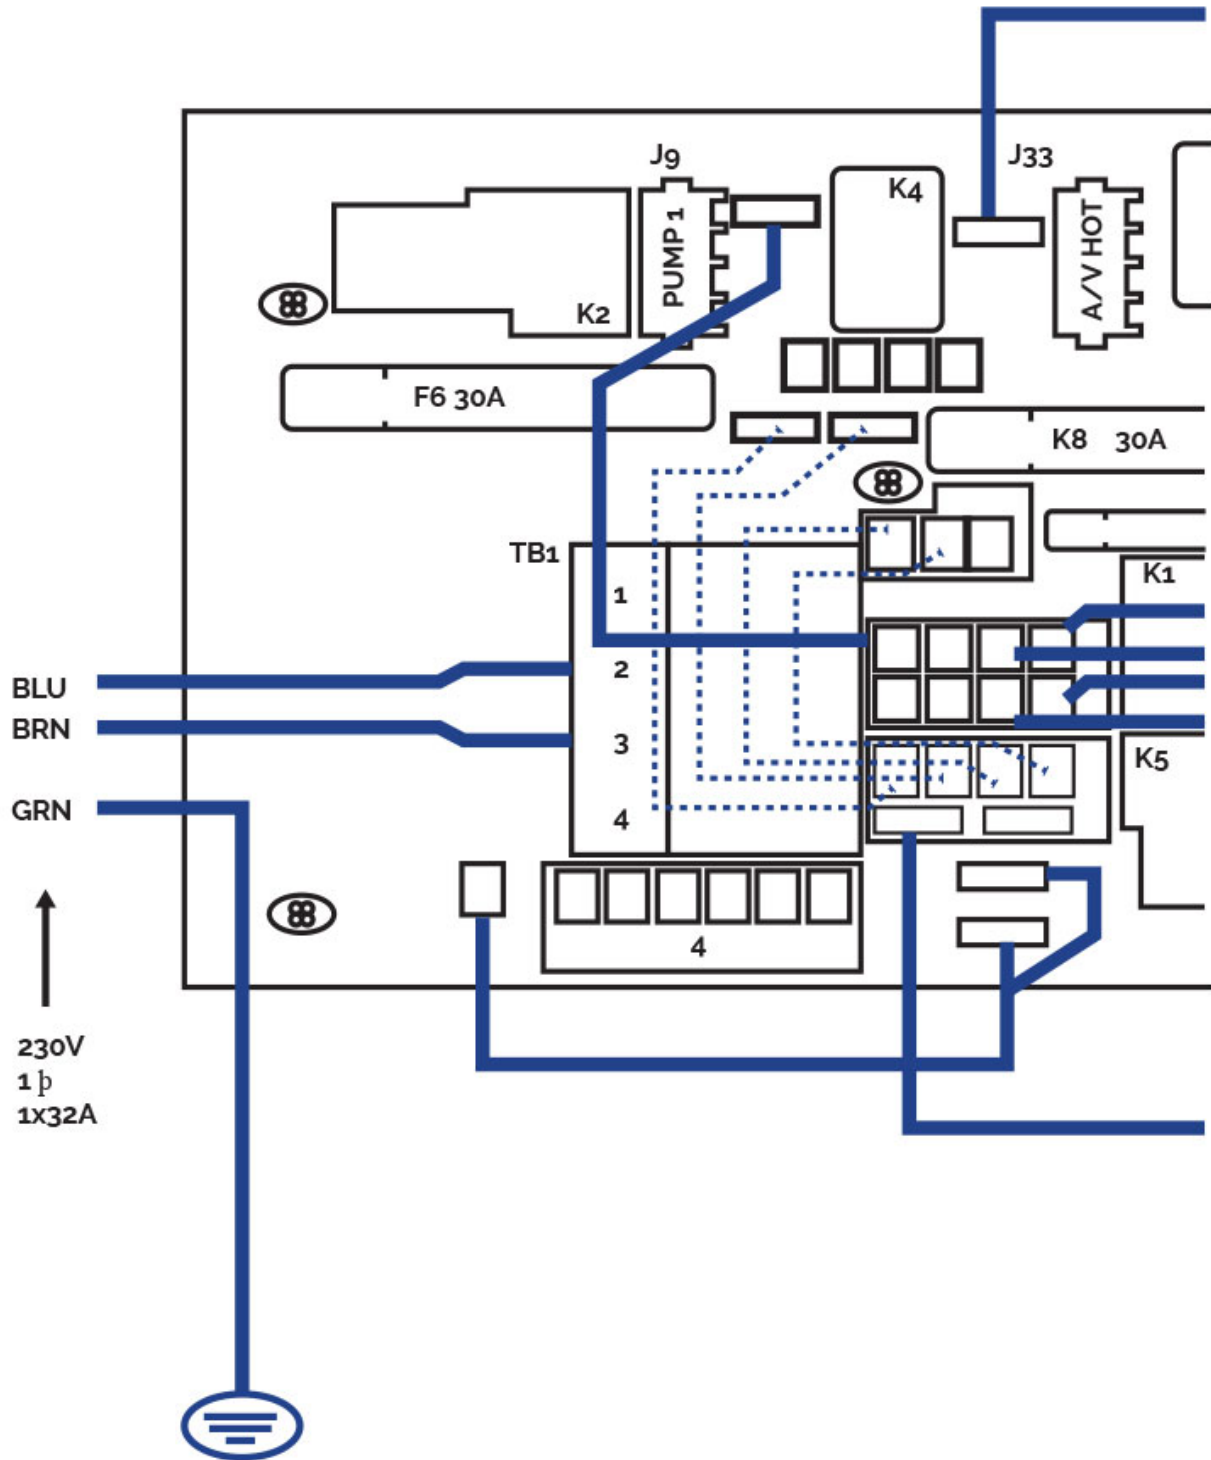 J9
J33
K4
PUMP 1
A/V HOT
K2
F6 30A
K8 30A
TB1
K1
1
2
BLU
BRN
3
K5
GRN
4
4
230V
1 þ
1x32A